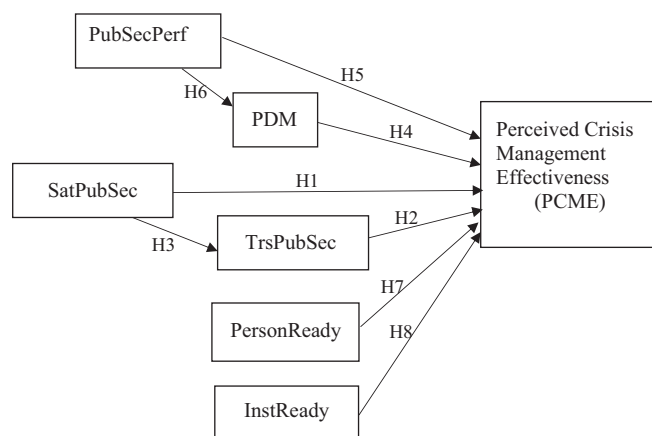 PubSecPerf
H5
H6
PDM
H4
Perceived Crisis
Management
Effectiveness
(PCME)
SatPubSec
H1
H3
TrsPubSec
H2
PersonReady
H7
H8
InstReady